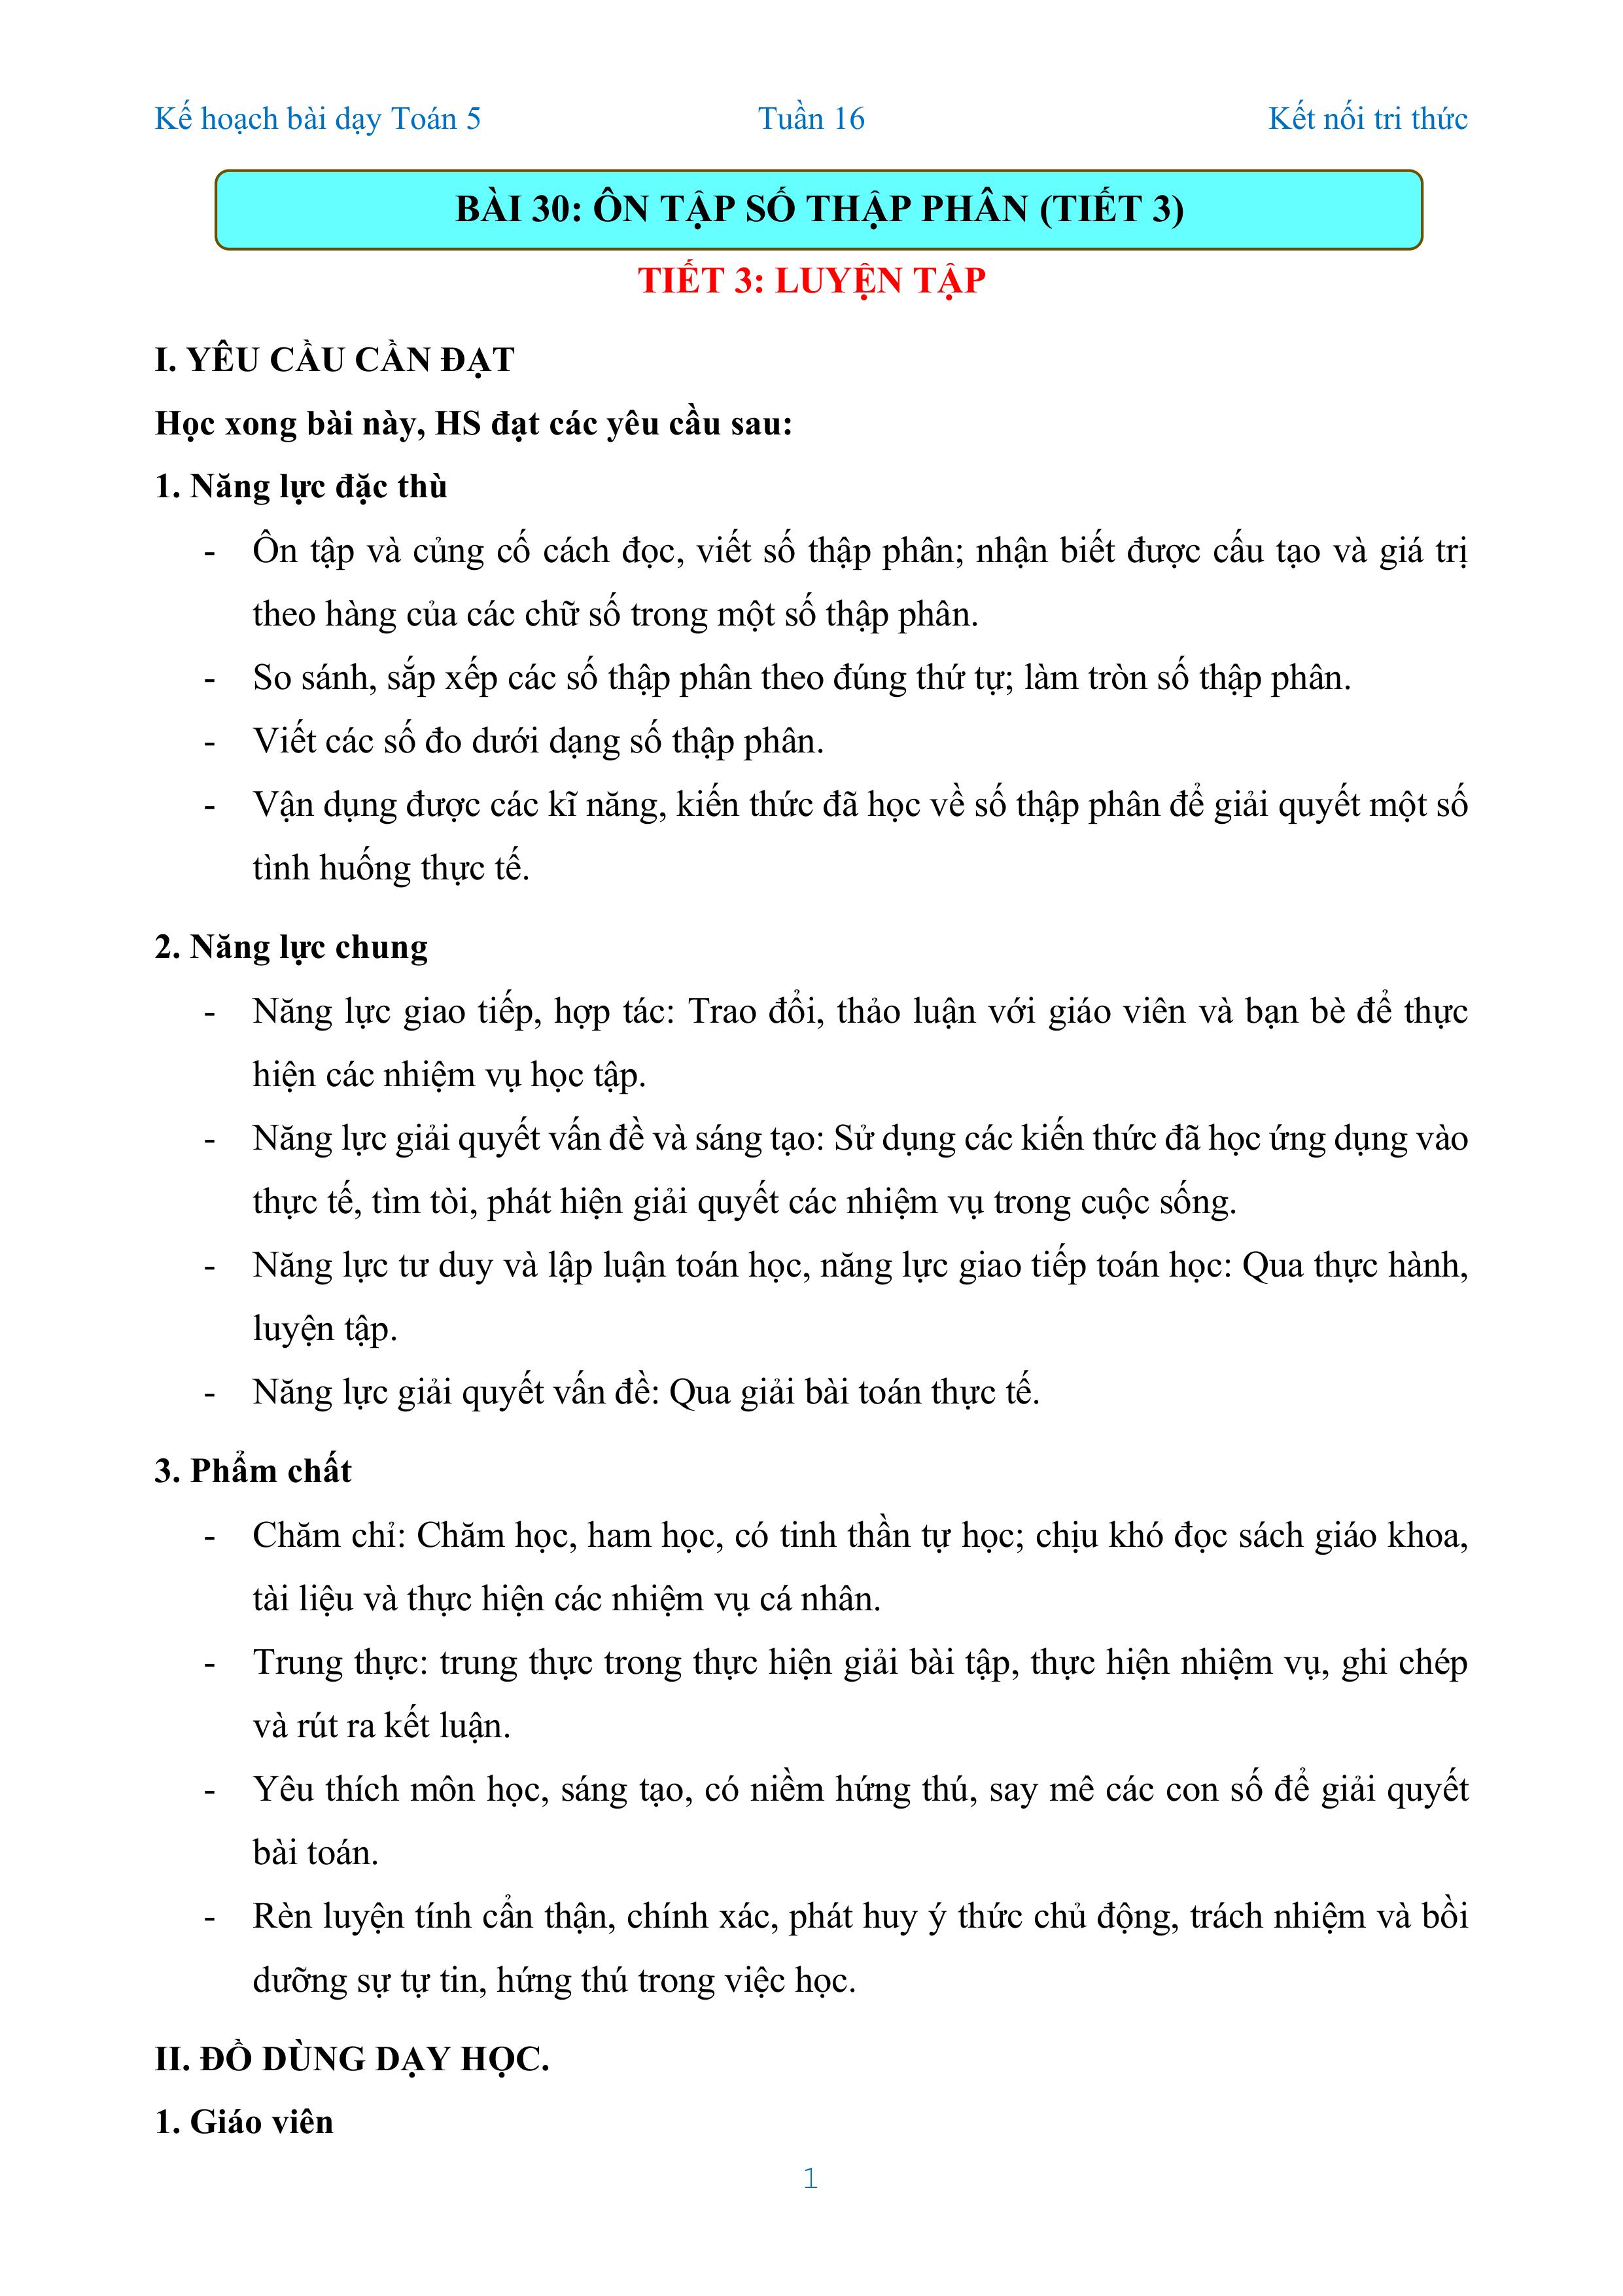 Kế hoạch bài dạy Toán 5 Tuần 16 Kết nối tri thức
BÀI 30: ÔN TẬP SỐ THẬP PHÂN (TIẾT 3)
TIẾT 3: LUYỆN TẬP
I. YÊU CẦU CẦN ĐẠT
Học xong bài này, HS đạt các yêu cầu sau:
1. Năng lực đặc thù
- Ôn tập và củng cố cách đọc, viết số thập phân; nhận biết được cấu tạo và giá trị
theo hàng của các chữ số trong một số thập phân.
- So sánh, sắp xếp các số thập phân theo đúng thứ tự; làm tròn số thập phân.
- Viết các số đo dưới dạng số thập phân.
- Vận dụng được các kĩ năng, kiến thức đã học về số thập phân để giải quyết một số
tình huống thực tế.
2. Năng lực chung
- Năng lực giao tiếp, hợp tác: Trao đổi, thảo luận với giáo viên và bạn bè để thực
hiện các nhiệm vụ học tập.
- Năng lực giải quyết vấn đề và sáng tạo: Sử dụng các kiến thức đã học ứng dụng vào
thực tế, tìm tòi, phát hiện giải quyết các nhiệm vụ trong cuộc sống.
- Năng lực tư duy và lập luận toán học, năng lực giao tiếp toán học: Qua thực hành,
luyện tập.
- Năng lực giải quyết vấn đề: Qua giải bài toán thực tế.
3. Phẩm chất
- Chăm chỉ: Chăm học, ham học, có tinh thần tự học; chịu khó đọc sách giáo khoa,
tài liệu và thực hiện các nhiệm vụ cá nhân.
- Trung thực: trung thực trong thực hiện giải bài tập, thực hiện nhiệm vụ, ghi chép
và rút ra kết luận.
- Yêu thích môn học, sáng tạo, có niềm hứng thú, say mê các con số để giải quyết
bài toán.
- Rèn luyện tính cẩn thận, chính xác, phát huy ý thức chủ động, trách nhiệm và bồi
dưỡng sự tự tin, hứng thú trong việc học.
II. ĐỒ DÙNG DẠY HỌC.
1. Giáo viên
1